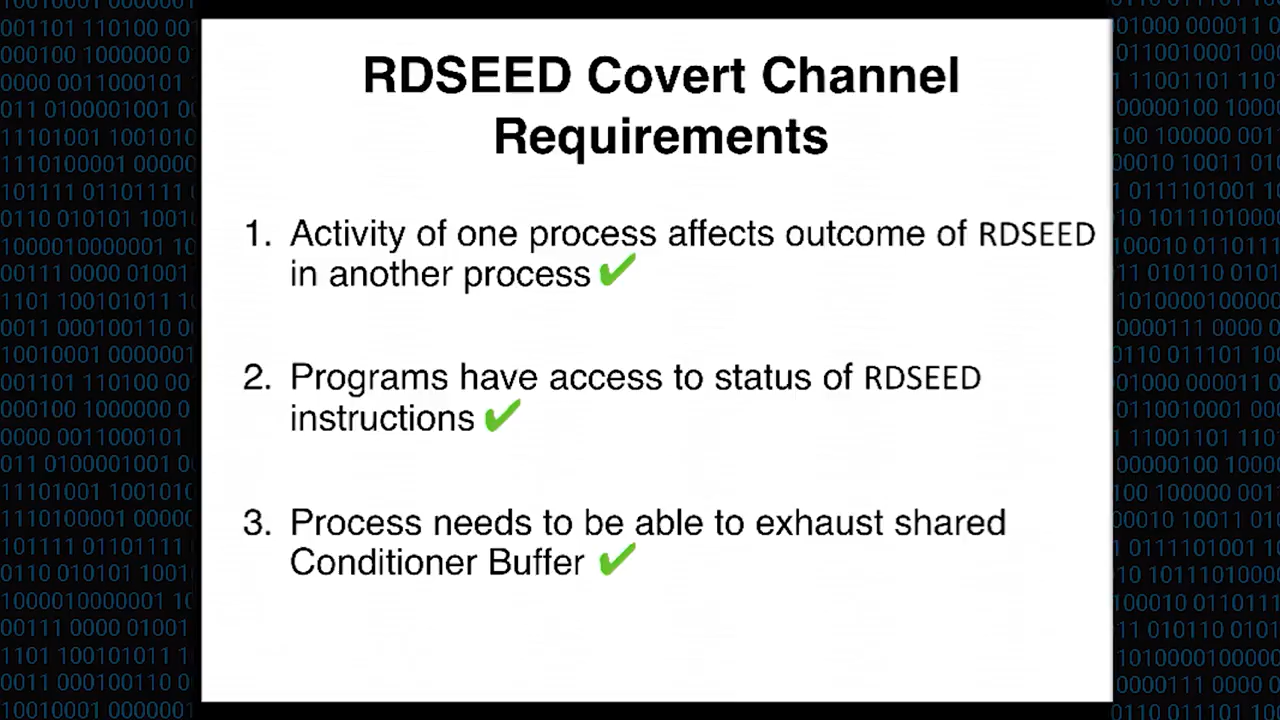 RDSEED Covert Channel
Requirements
1. Activity of one process affects outcome of RDSEED
in another process ✔
2. Programs have access to status of RDSEED
instructions ✔
3. Process needs to be able to exhaust shared
Conditioner Buffer ✔